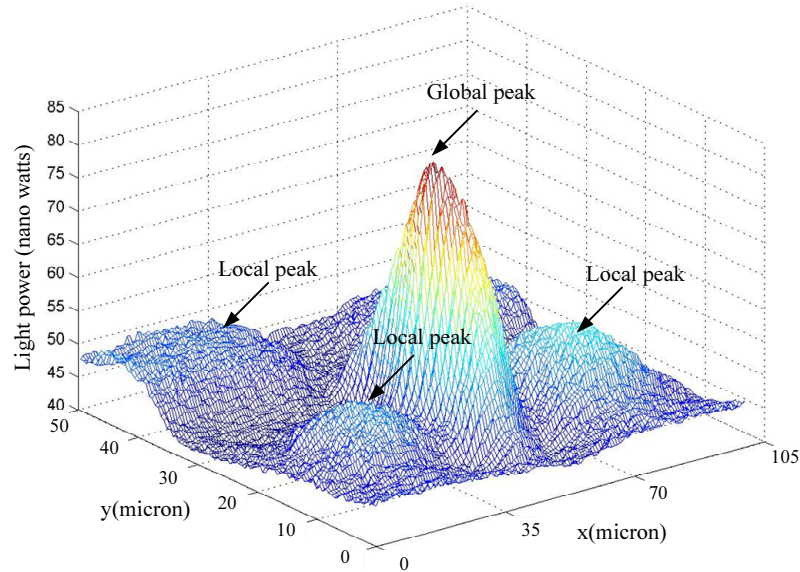 Global peak
Local peak
Local peak
Local peak
Light power (nano watts)
85
80
75
70
65
60
55
50
45
40
50
40
30
20
10
0
y(micron)
0
35
70
105
x(micron)